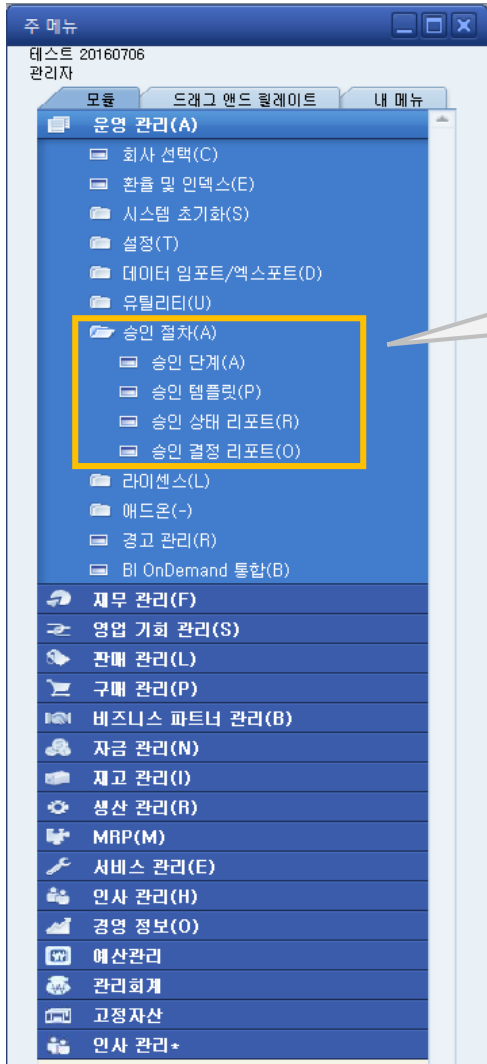 주 메뉴
테스트 20160706
관리자
모듈 드래그 앤드 릴레이트 내 메뉴
운영 관리(A)
회사 선택(C)
환율 및 인덱스(E)
시스템 초기화(S)
설정(T)
데이터 임포트/엑스포트(D)
유틸리티(U)
승인 절차(A)
승인 단계(A)
승인 템플릿(P)
승인 상태 리포트(R)
승인 결정 리포트(O)
라이센스(L)
애드온(-)
경고 관리(R)
BI OnDemand 통합(B)
재무 관리(F)
영업 기회 관리(S)
판매 관리(L)
구매 관리(P)
비즈니스 파트너 관리(B)
자금 관리(N)
재고 관리(I)
생산 관리(R)
MRP(M)
서비스 관리(E)
인사 관리(H)
경영 정보(O)
예산관리
관리회계
고정자산
인사 관리*